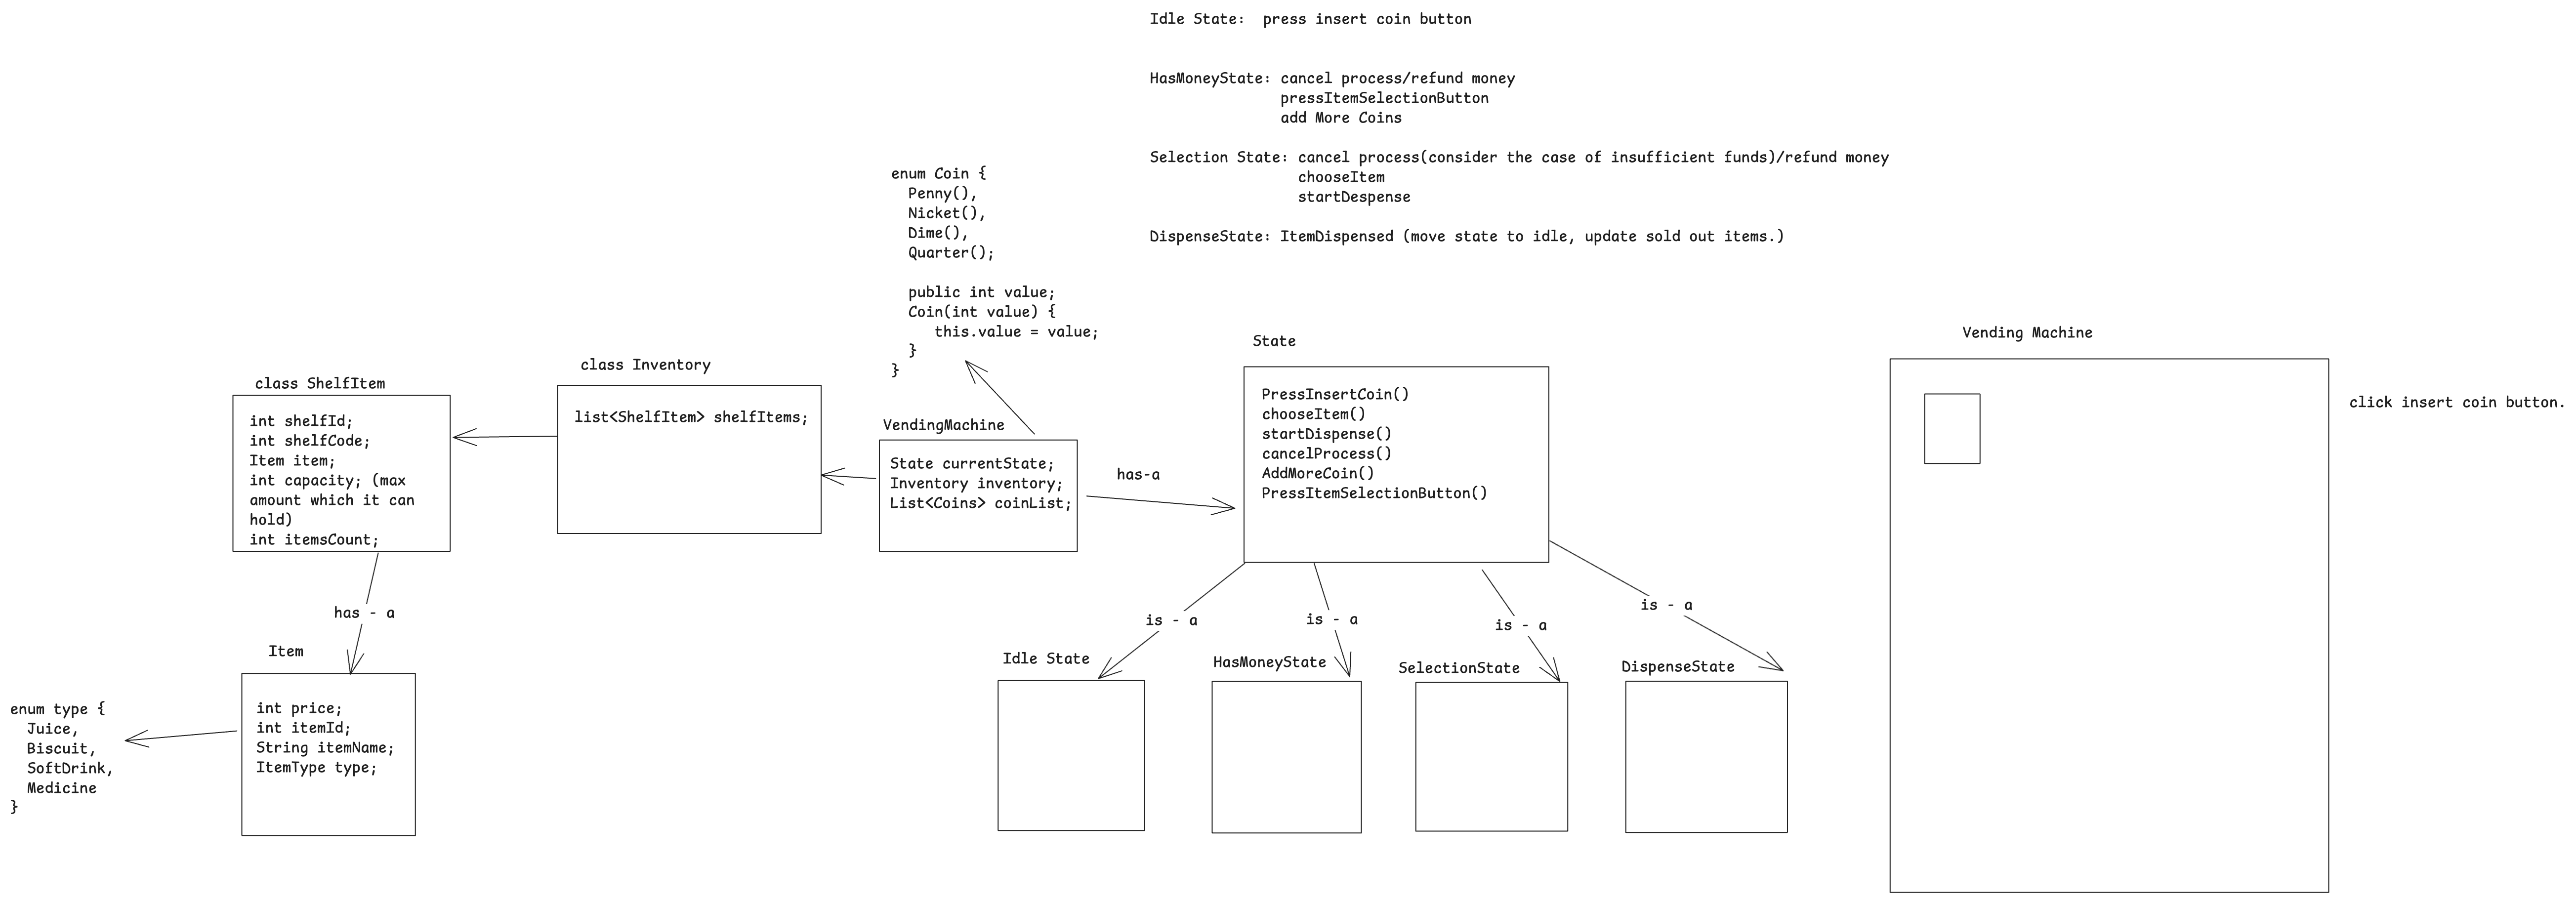 Idle State:  press insert coin button
HasMoneyState: cancel process/refund money
pressItemSelectionButton
add More Coins
Selection State: cancel process(consider the case of insufficient funds)/refund money
chooseItem
startDespense
DispenseState: ItemDispensed (move state to idle, update sold out items.)
enum Coin {
Penny(),
Nicket(),
Dime(),
Quarter();
public int value;
Coin(int value) {
this.value = value;
}
}
class ShelfItem
int shelfId;
int shelfCode;
Item item;
int capacity; (max
amount which it can
hold)
int itemsCount;
class Inventory
list<ShelfItem> shelfItems;
VendingMachine
State currentState;
Inventory inventory;
List<Coins> coinList;
has-a
State
PressInsertCoin()
chooseItem()
startDispense()
cancelProcess()
AddMoreCoin()
PressItemSelectionButton()
Vending Machine
click insert coin button.
has - a
Item
int price;
int itemId;
String itemName;
ItemType type;
enum type {
Juice,
Biscuit,
SoftDrink,
Medicine
}
is - a
is - a
is - a
is - a
Idle State
HasMoneyState
SelectionState
DispenseState